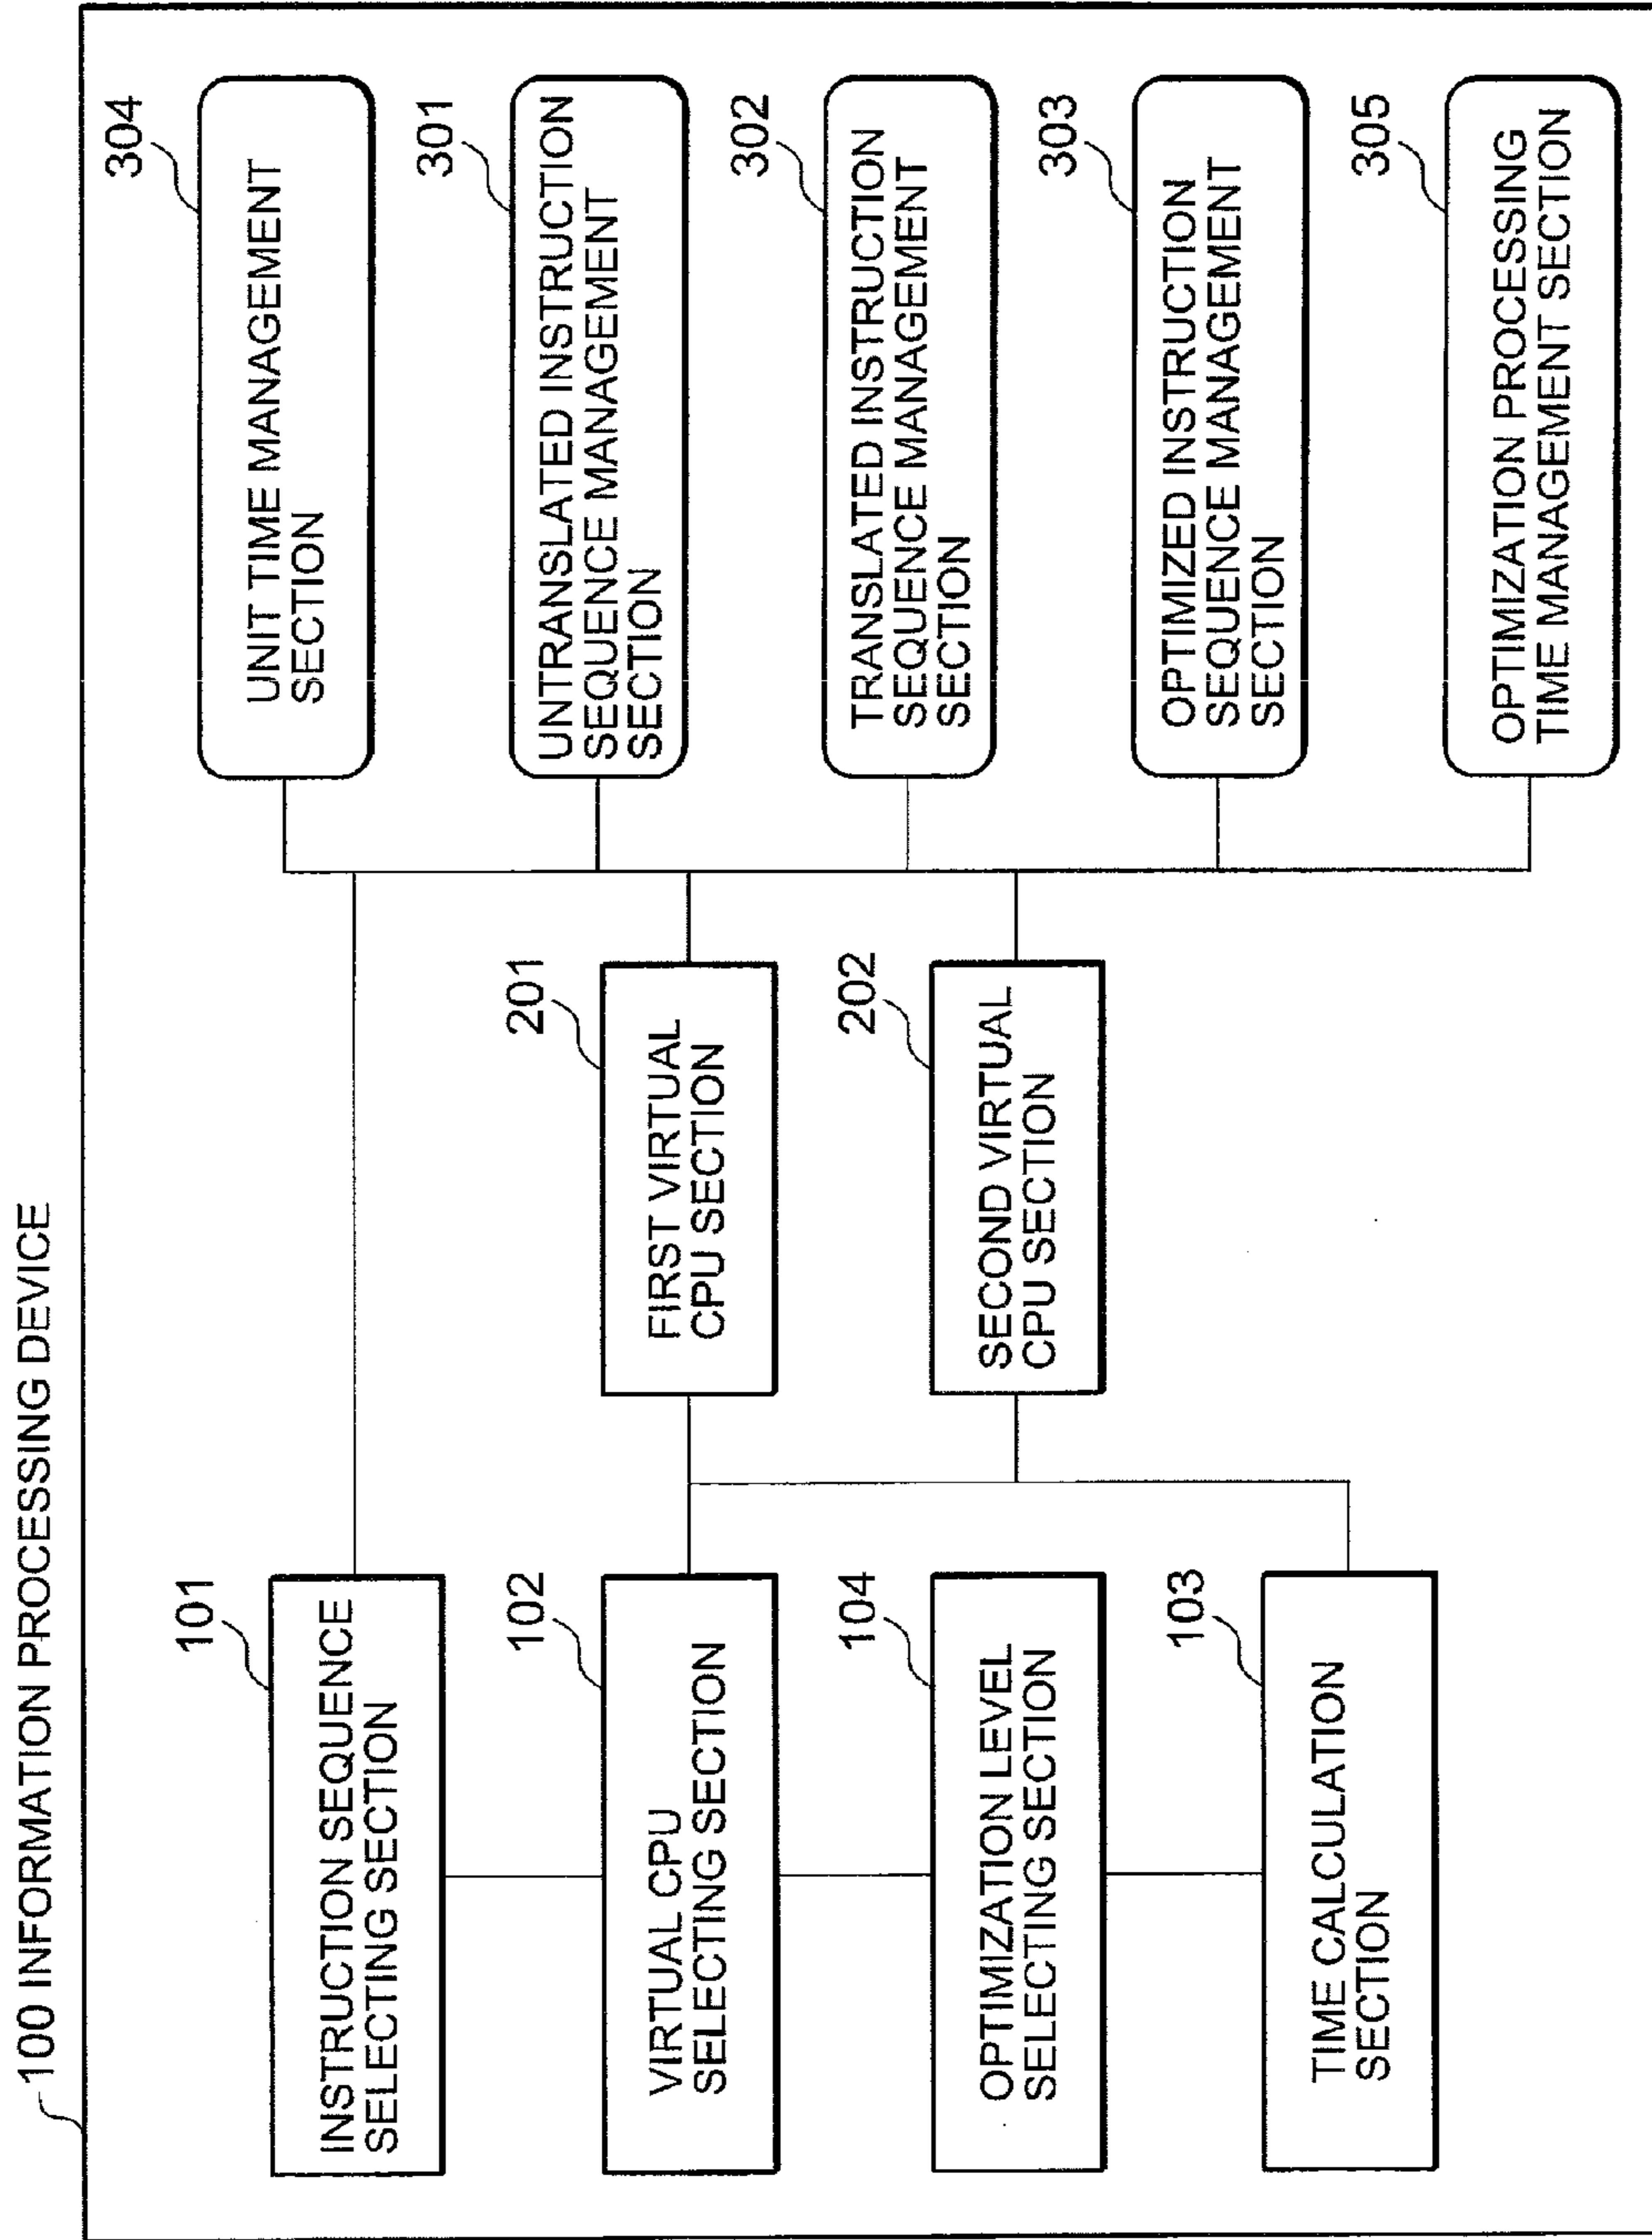 100 INFORMATION PROCESSING DEVICE
101
INSTRUCTION SEQUENCE
SELECTING SECTION
102
VIRTUAL CPU
SELECTING SECTION
104
OPTIMIZATION LEVEL
SELECTING SECTION
103
TIME CALCULATION
SECTION
201
FIRST VIRTUAL
CPU SECTION
202
SECOND VIRTUAL
CPU SECTION
304
UNIT TIME MANAGEMENT
SECTION
301
UNTRANSLATED INSTRUCTION
SEQUENCE MANAGEMENT
SECTION
302
TRANSLATED INSTRUCTION
SEQUENCE MANAGEMENT
SECTION
303
OPTIMIZED INSTRUCTION
SEQUENCE MANAGEMENT
SECTION
305
OPTIMIZATION PROCESSING
TIME MANAGEMENT SECTION